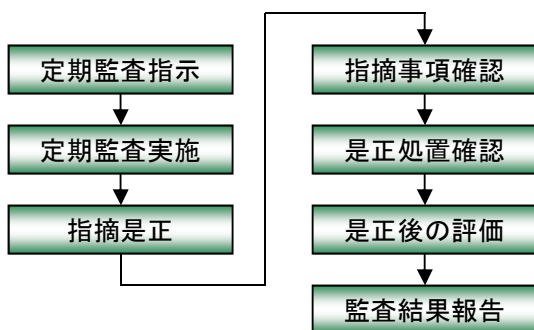 定期監査指示
定期監査実施
指摘是正
指摘事項確認
是正処置確認
是正後の評価
監査結果報告